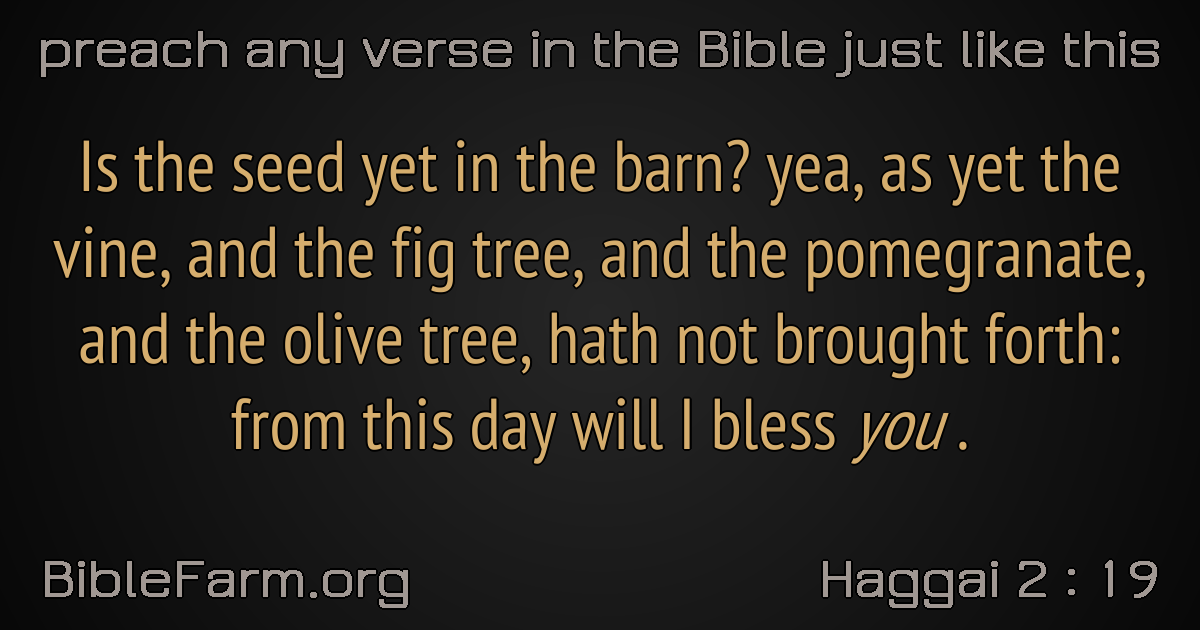 preach any verse in the Bible just like this
Is the seed yet in the barn? yea, as yet the
vine, and the fig tree, and the pomegranate,
and the olive tree, hath not brought forth:
from this day will I bless you .
BibleFarm.org
Haggai 2 : 19